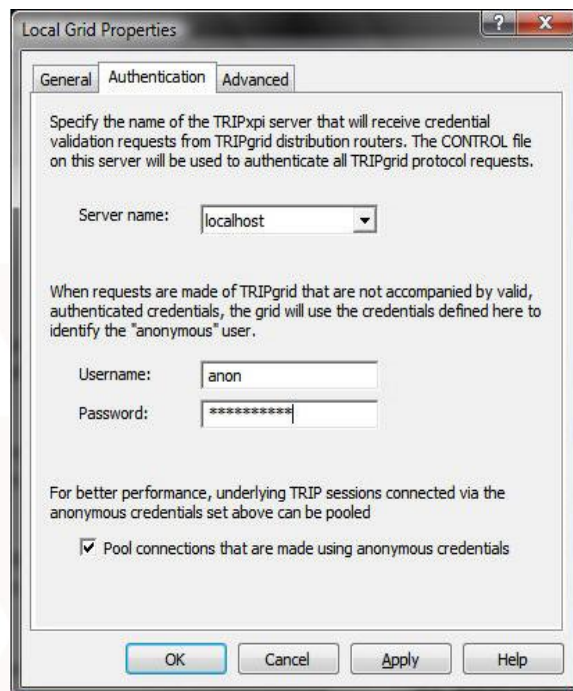 Local Grid Properties
?
X
General Authentication Advanced
Specify the name of the TRIPxpi server that will receive credential
validation requests from TRIPgrid distribution routers. The CONTROL file
on this server will be used to authenticate all TRIPgrid protocol requests.
Server name: localhost
When requests are made of TRIPgrid that are not accompanied by valid,
authenticated credentials, the grid will use the credentials defined here to
identify the "anonymous" user.
Username: anon
Password: **********
For better performance, underlying TRIP sessions connected via the
anonymous credentials set above can be pooled
Pool connections that are made using anonymous credentials
OK Cancel Apply Help